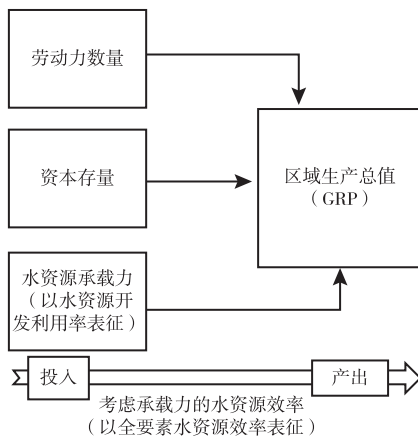 劳动力数量
资本存量
区域生产总值
（GRP）
水资源承载力
（以水资源开
发利用率表征）
投入
产出
考虑承载力的水资源效率
（以全要素水资源效率表征）